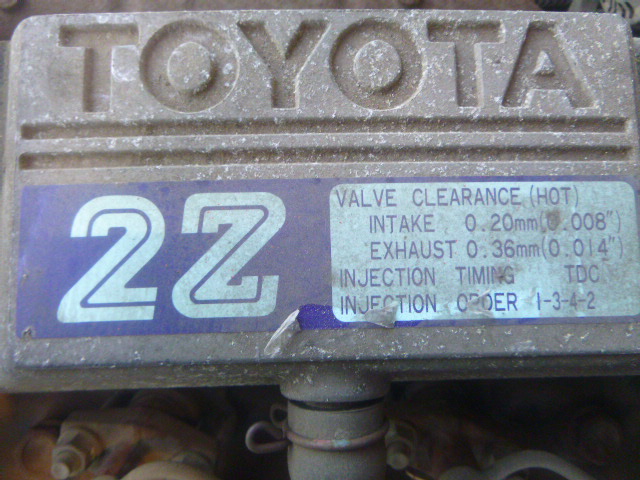 TOYOTA
2Z
VALVE CLEARANCE (HOT)
INTAKE 0.20mm(0.008")
EXHAUST 0.36mm(0.014")
INJECTION TIMING TDC
INJECTION ORDER 1-3-4-2